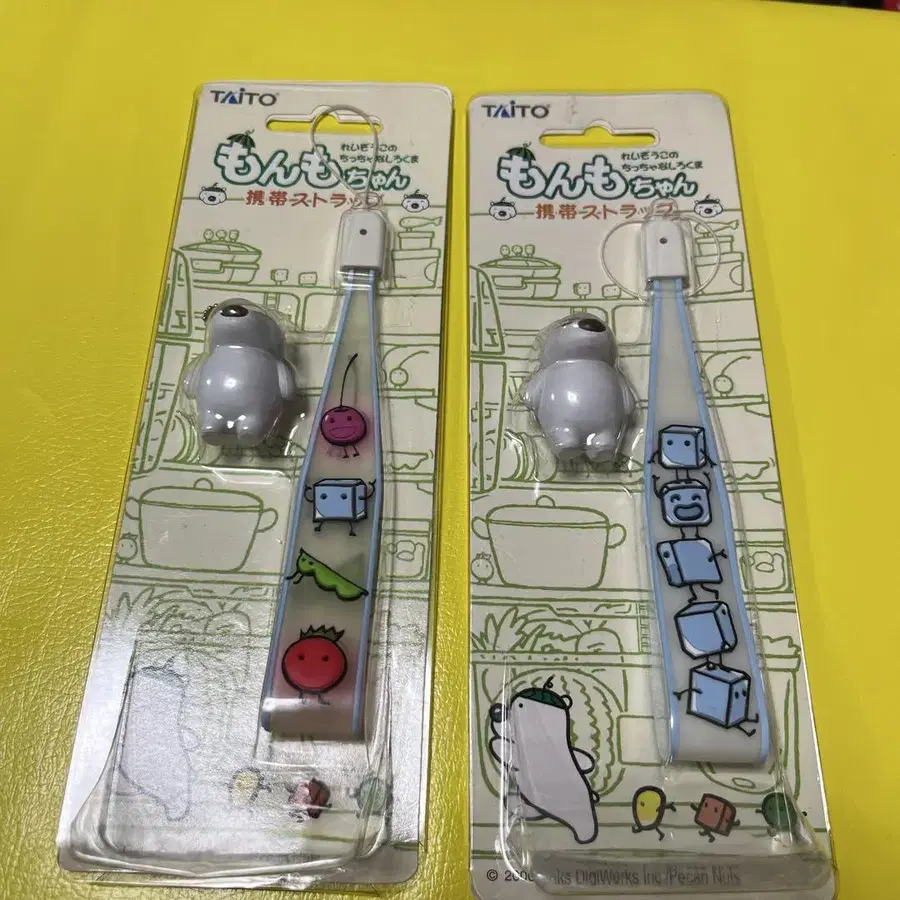 TAITO
れいぞうこの
ちっちゃなしろくま
もんもちゅん
携帯ストラップ
TAITO
れいぞうこの
ちっちゃなしろくま
もんもちゅん
携帯ストラップ
© DigiWorks Inc/Pecan Nuts